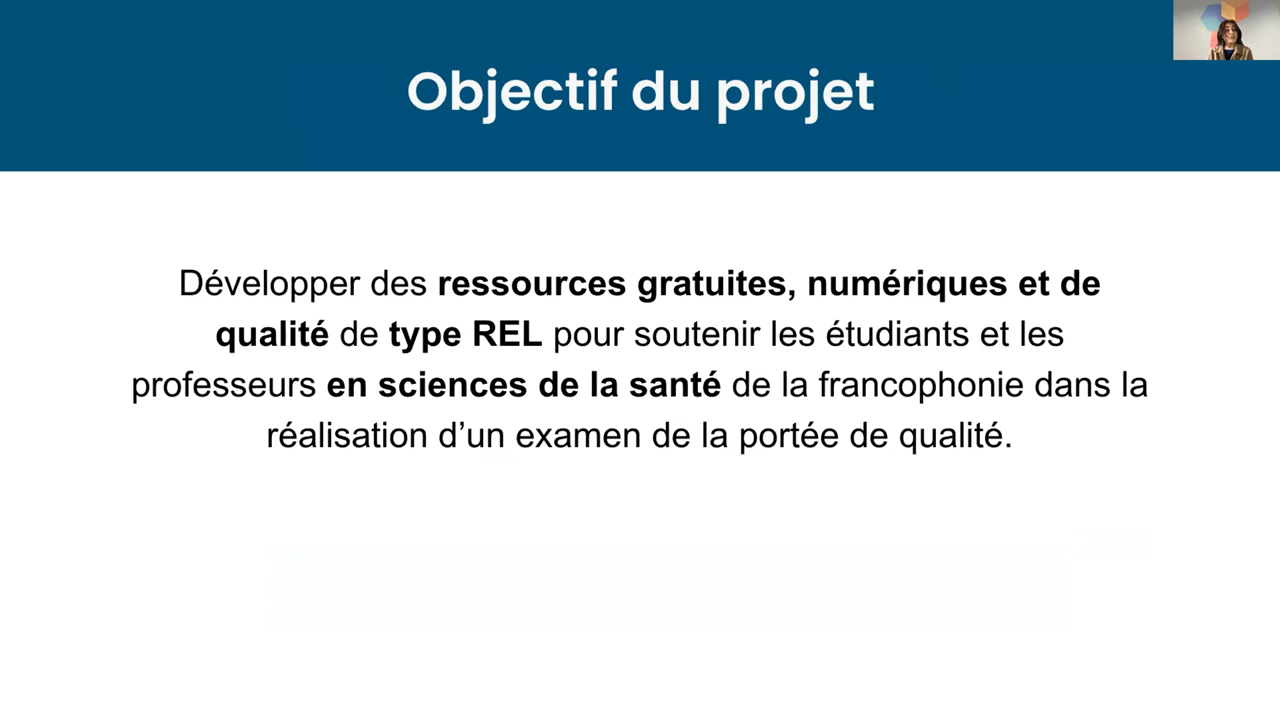 Objectif du projet
Développer des ressources gratuites, numériques et de
qualité de type REL pour soutenir les étudiants et les
professeurs en sciences de la santé de la francophonie dans la
réalisation d’un examen de la portée de qualité.